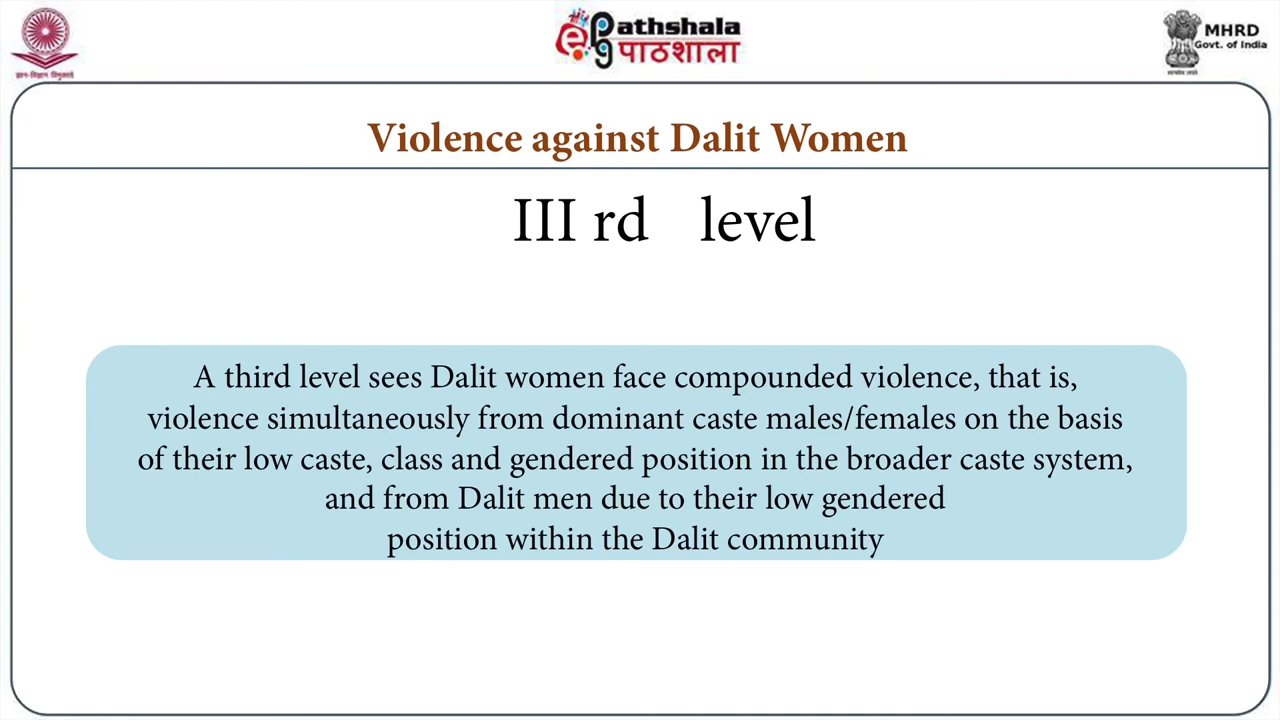 ePathshala
पाठशाला
MHRD
Govt. of India
ज्ञान-विज्ञान विमुक्तये
Violence against Dalit Women
III rd level
A third level sees Dalit women face compounded violence, that is,
violence simultaneously from dominant caste males/females on the basis
of their low caste, class and gendered position in the broader caste system,
and from Dalit men due to their low gendered
position within the Dalit community